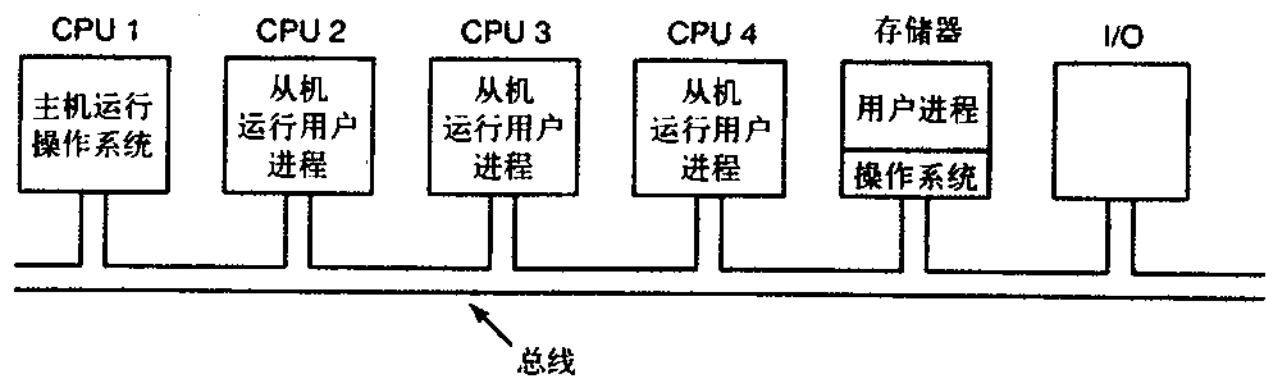 CPU 1
CPU 2
CPU 3
CPU 4
存储器
I/O
主机运行
操作系统
从机
运行用户
进程
从机
运行用户
进程
从机
运行用户
进程
用户进程
操作系统
总线